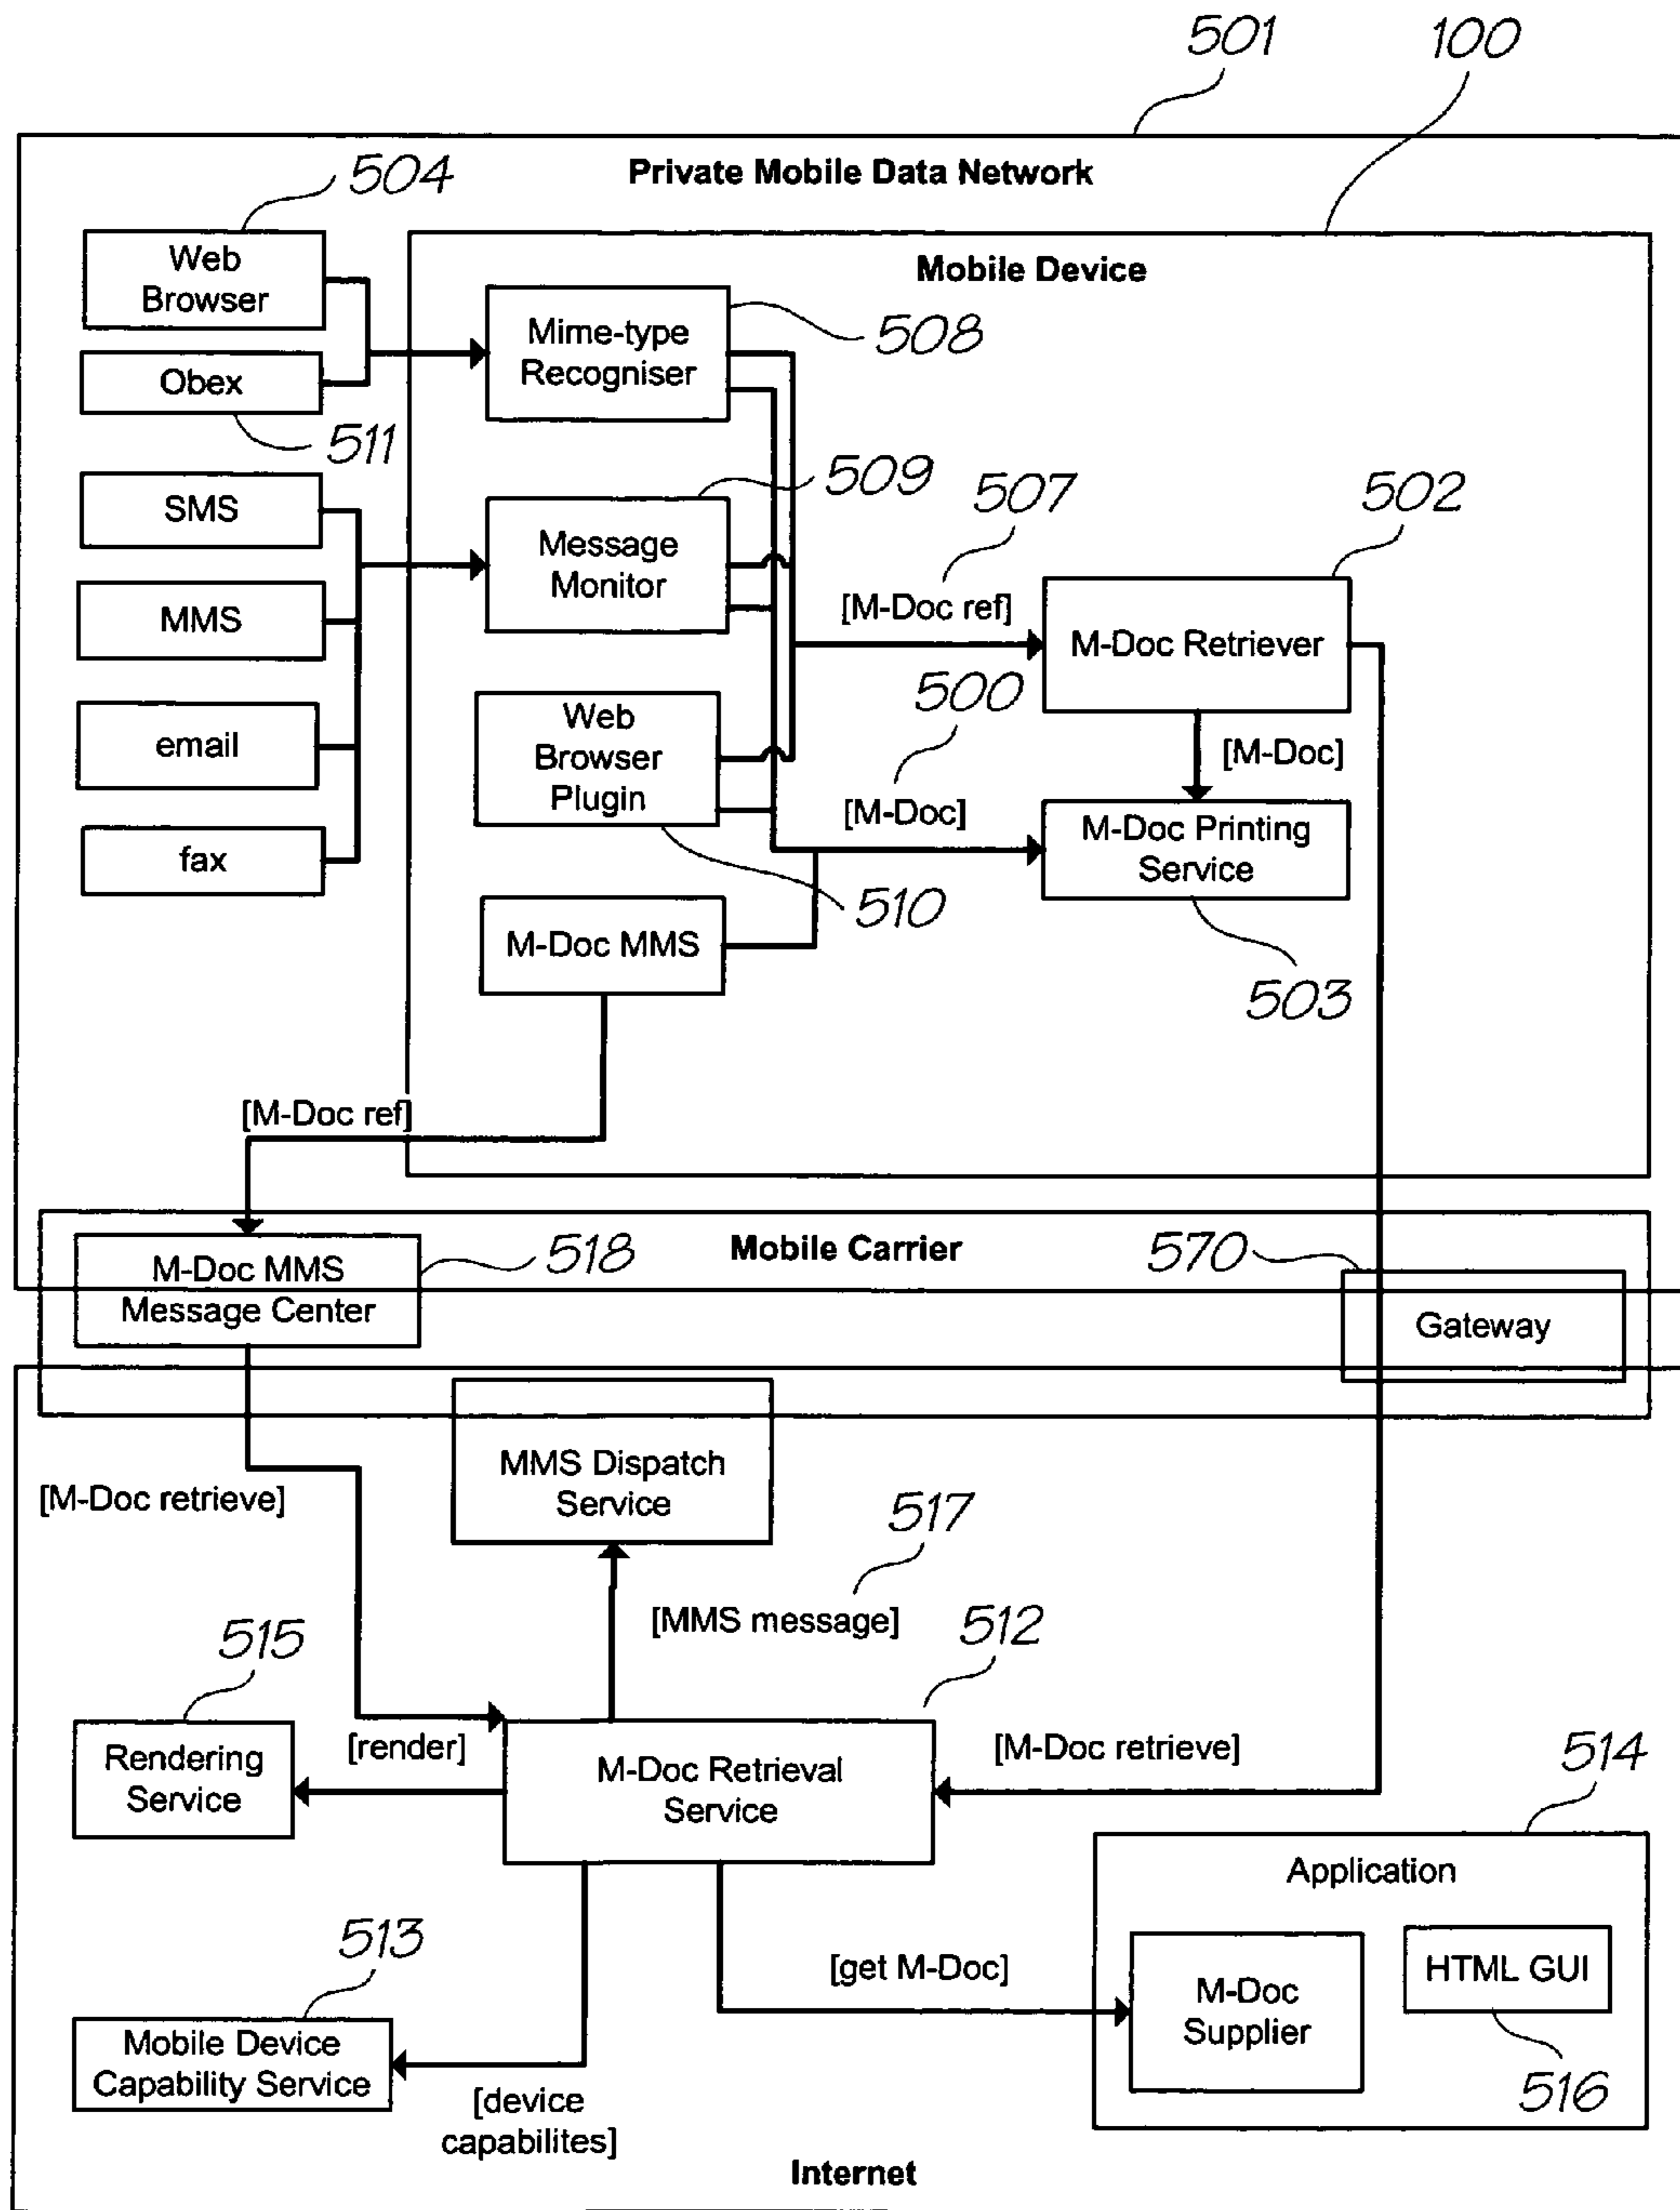 501
100
Private Mobile Data Network
504
Web
Browser
Mobile Device
Mime-type
Recogniser
508
Obex
511
509
507
502
SMS
Message
Monitor
MMS
[M-Doc ref]
M-Doc Retriever
500
Web
Browser
Plugin
email
[M-Doc]
[M-Doc]
M-Doc Printing
Service
fax
510
M-Doc MMS
503
[M-Doc ref]
M-Doc MMS
Message Center
518
Mobile Carrier
570
Gateway
MMS Dispatch
Service
[M-Doc retrieve]
517
[MMS message]
512
515
Rendering
Service
[render]
M-Doc Retrieval
Service
[M-Doc retrieve]
514
Application
513
[get M-Doc]
M-Doc
Supplier
HTML GUI
Mobile Device
Capability Service
516
[device
capabilites]
Internet